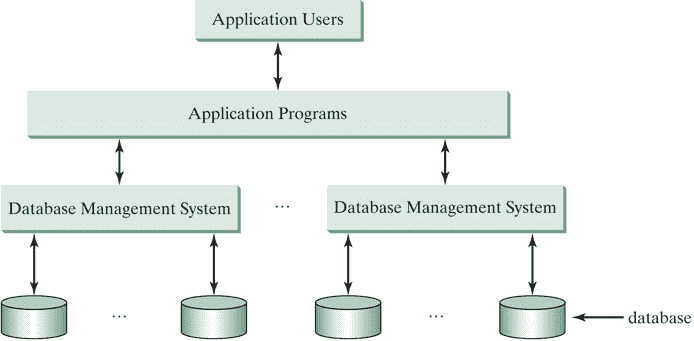 Application Users
Application Programs
Database Management System
...
Database Management System
...
...
database